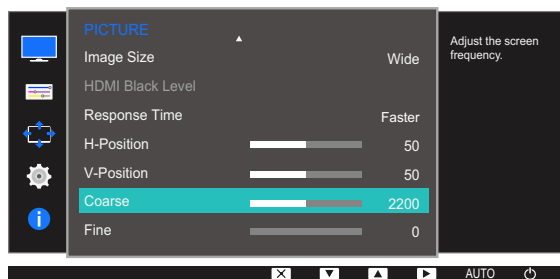 PICTURE
Image Size Wide
HDMI Black Level
Response Time Faster
H-Position 50
V-Position 50
Coarse 2200
Fine 0
Adjust the screen
frequency.
AUTO